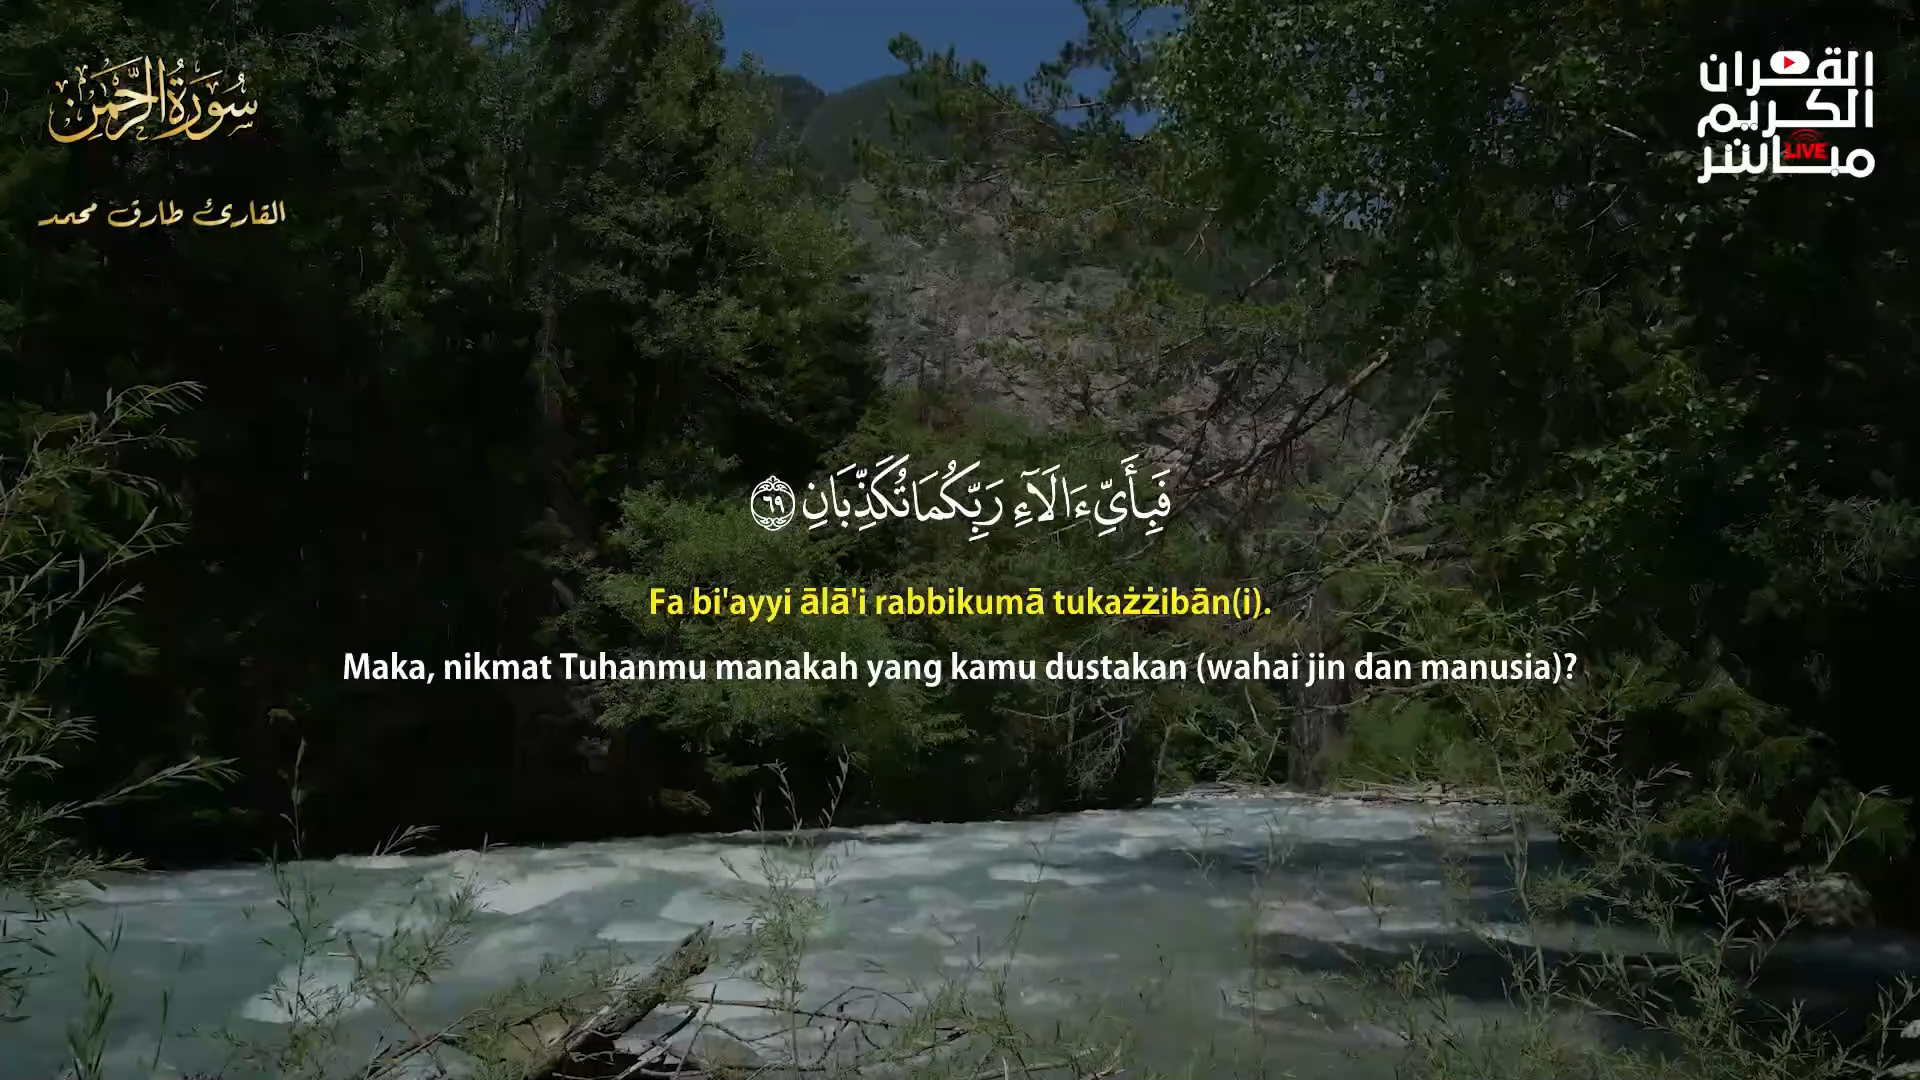 سُورَةُ الرَّحْمَٰن
القارئ طارق محمد
القرآن
الكريم
مباشر
LIVE
فَبِأَيِّ ءَالَآءِ رَبِّكُمَا تُكَذِّبَانِ ٦٩
Fa bi'ayyi ālā'i rabbikumā tukażżibān(i).
Maka, nikmat Tuhanmu manakah yang kamu dustakan (wahai jin dan manusia)?